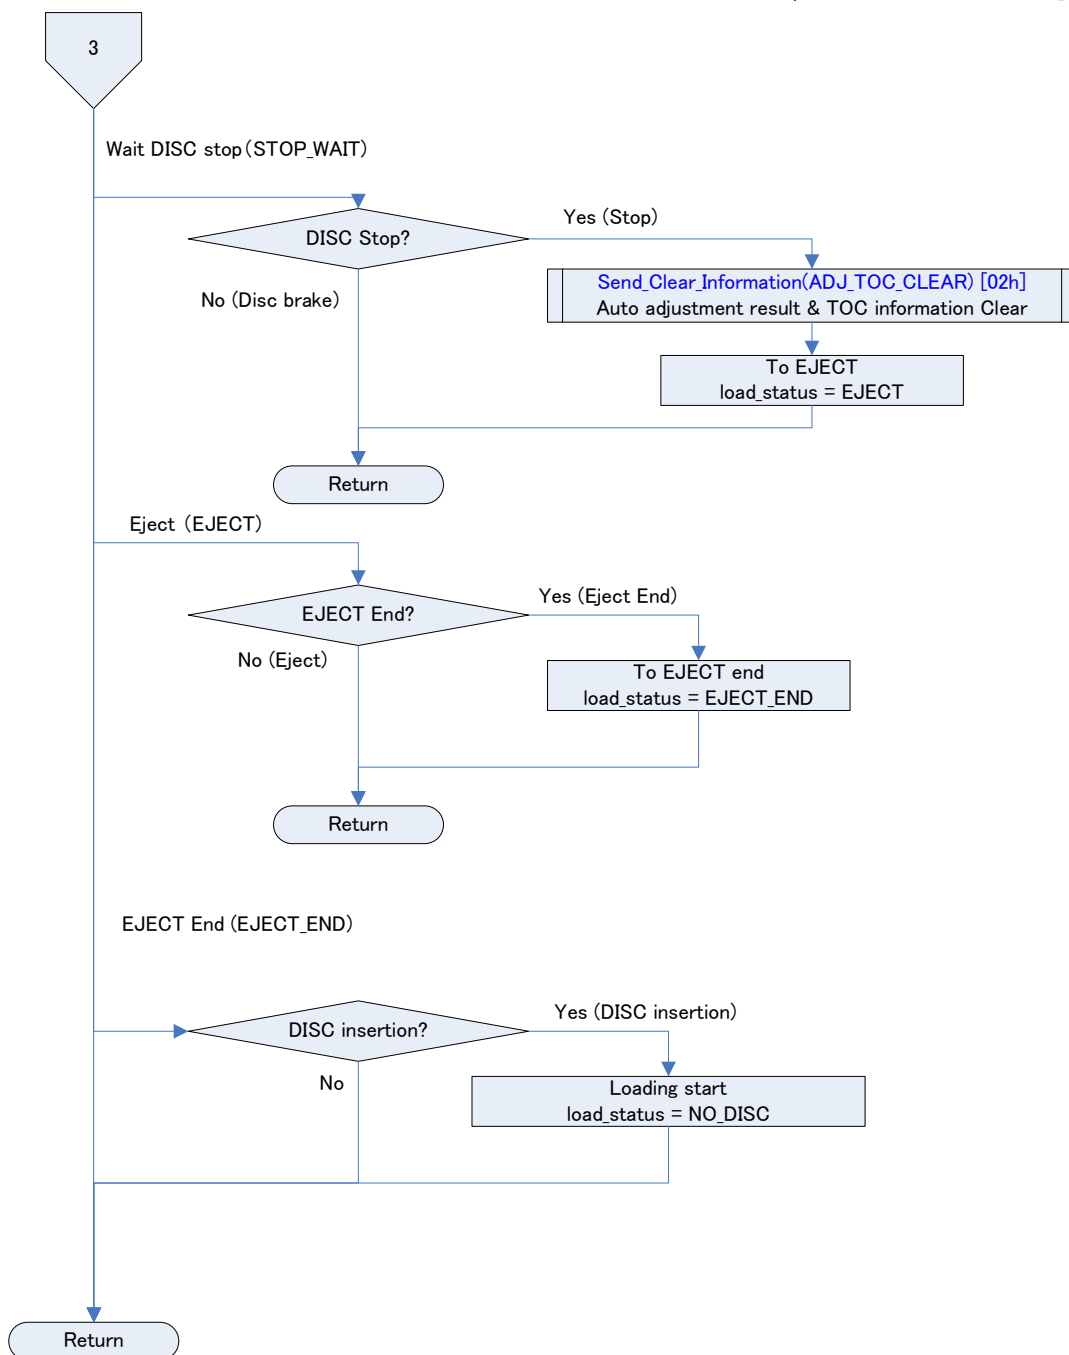 3
Wait DISC stop(STOP_WAIT)
DISC Stop?
Yes (Stop)
No (Disc brake)
Send_Clear_Information(ADJ_TOC_CLEAR) [02h]
Auto adjustment result & TOC information Clear
To EJECT
load_status = EJECT
Return
Eject (EJECT)
EJECT End?
Yes (Eject End)
No (Eject)
To EJECT end
load_status = EJECT_END
Return
EJECT End (EJECT_END)
DISC insertion?
Yes (DISC insertion)
No
Loading start
load_status = NO_DISC
Return